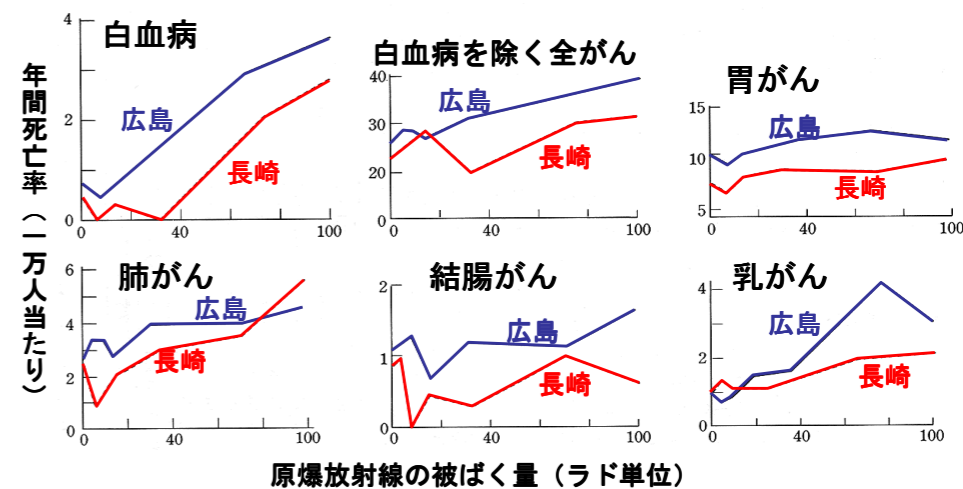 白血病
4
2
0
0
40
100
広島
長崎
白血病を除く全がん
40
30
20
0
40
100
広島
長崎
胃がん
15
10
5
0
40
100
広島
長崎
肺がん
6
4
2
0
0
40
100
広島
長崎
結腸がん
2
1
0
0
40
100
広島
長崎
乳がん
4
2
0
0
40
100
広島
長崎
年間死亡率(一万人当たり)
原爆放射線の被ばく量(ラド単位)